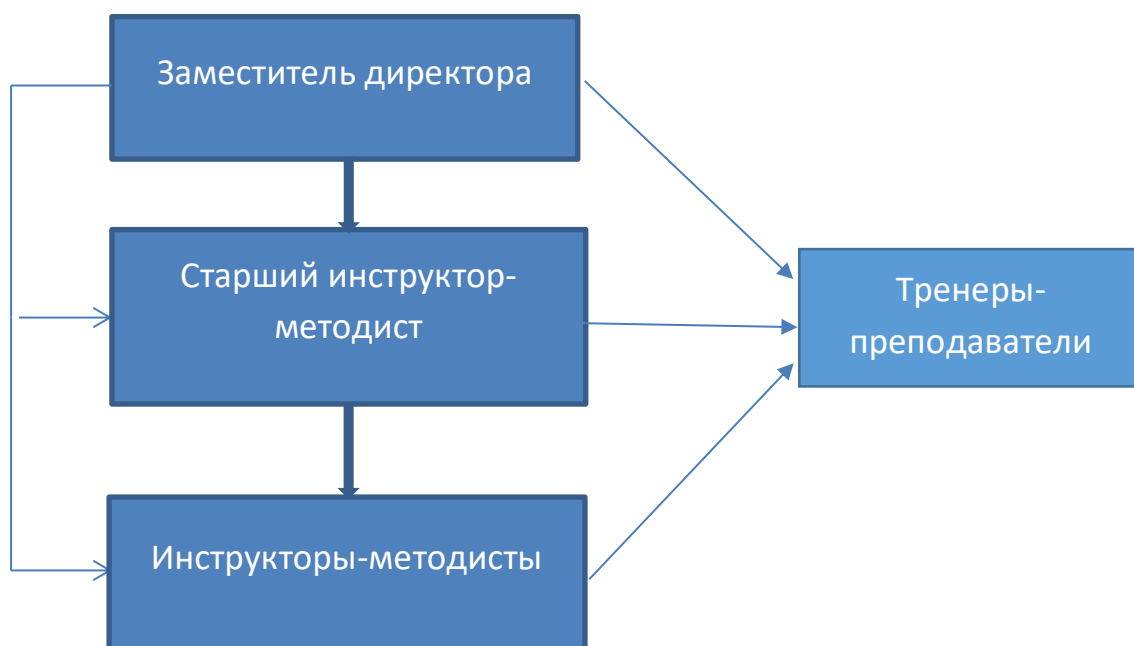 Заместитель директора
Старший инструктор-
методист
Тренеры-
преподаватели
Инструкторы-методисты